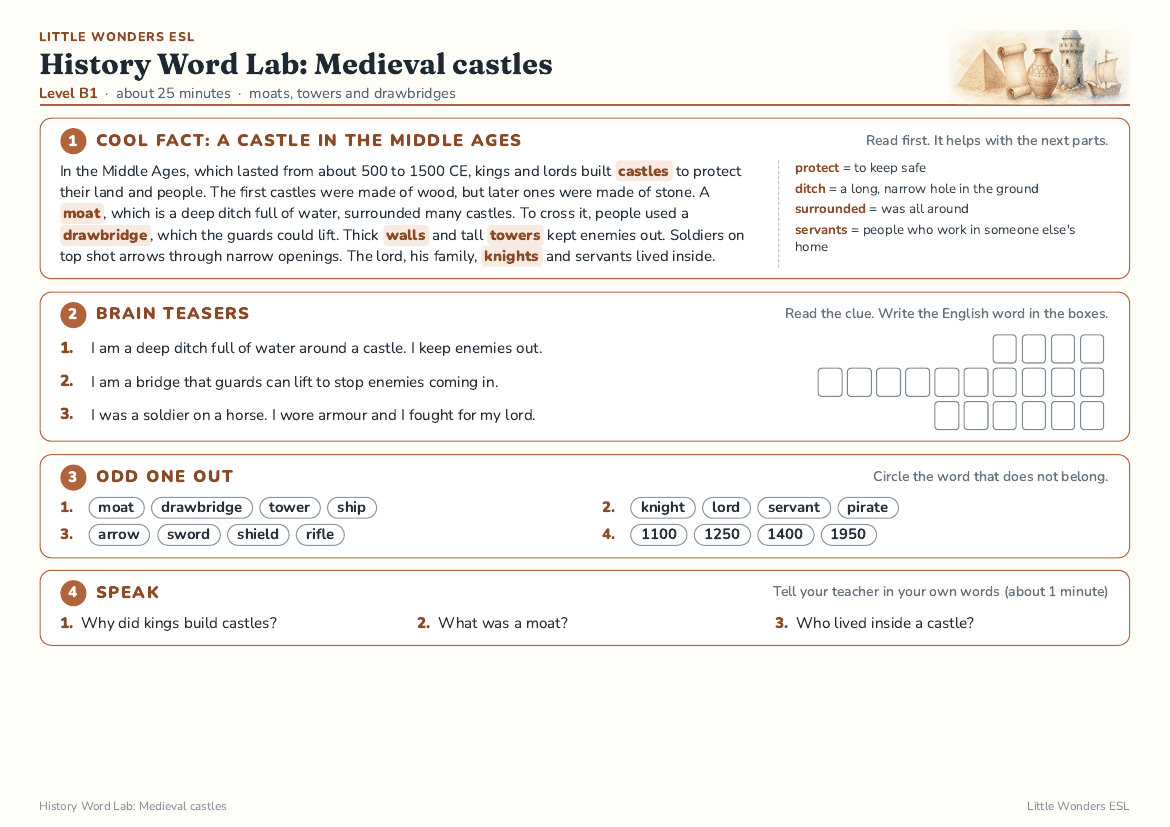 LITTLE WONDERS ESL
History Word Lab: Medieval castles
Level B1 · about 25 minutes · moats, towers and drawbridges
1 COOL FACT: A CASTLE IN THE MIDDLE AGES
Read first. It helps with the next parts.
In the Middle Ages, which lasted from about 500 to 1500 CE, kings and lords built castles to protect
their land and people. The first castles were made of wood, but later ones were made of stone. A
moat, which is a deep ditch full of water, surrounded many castles. To cross it, people used a
drawbridge, which the guards could lift. Thick walls and tall towers kept enemies out. Soldiers on
top shot arrows through narrow openings. The lord, his family, knights and servants lived inside.
protect = to keep safe
ditch = a long, narrow hole in the ground
surrounded = was all around
servants = people who work in someone else's
home
2 BRAIN TEASERS
Read the clue. Write the English word in the boxes.
1. I am a deep ditch full of water around a castle. I keep enemies out.
2. I am a bridge that guards can lift to stop enemies coming in.
3. I was a soldier on a horse. I wore armour and I fought for my lord.
3 ODD ONE OUT
Circle the word that does not belong.
1. moat drawbridge tower ship
2. knight lord servant pirate
3. arrow sword shield rifle
4. 1100 1250 1400 1950
4 SPEAK
Tell your teacher in your own words (about 1 minute)
1. Why did kings build castles?
2. What was a moat?
3. Who lived inside a castle?
History Word Lab: Medieval castles
Little Wonders ESL